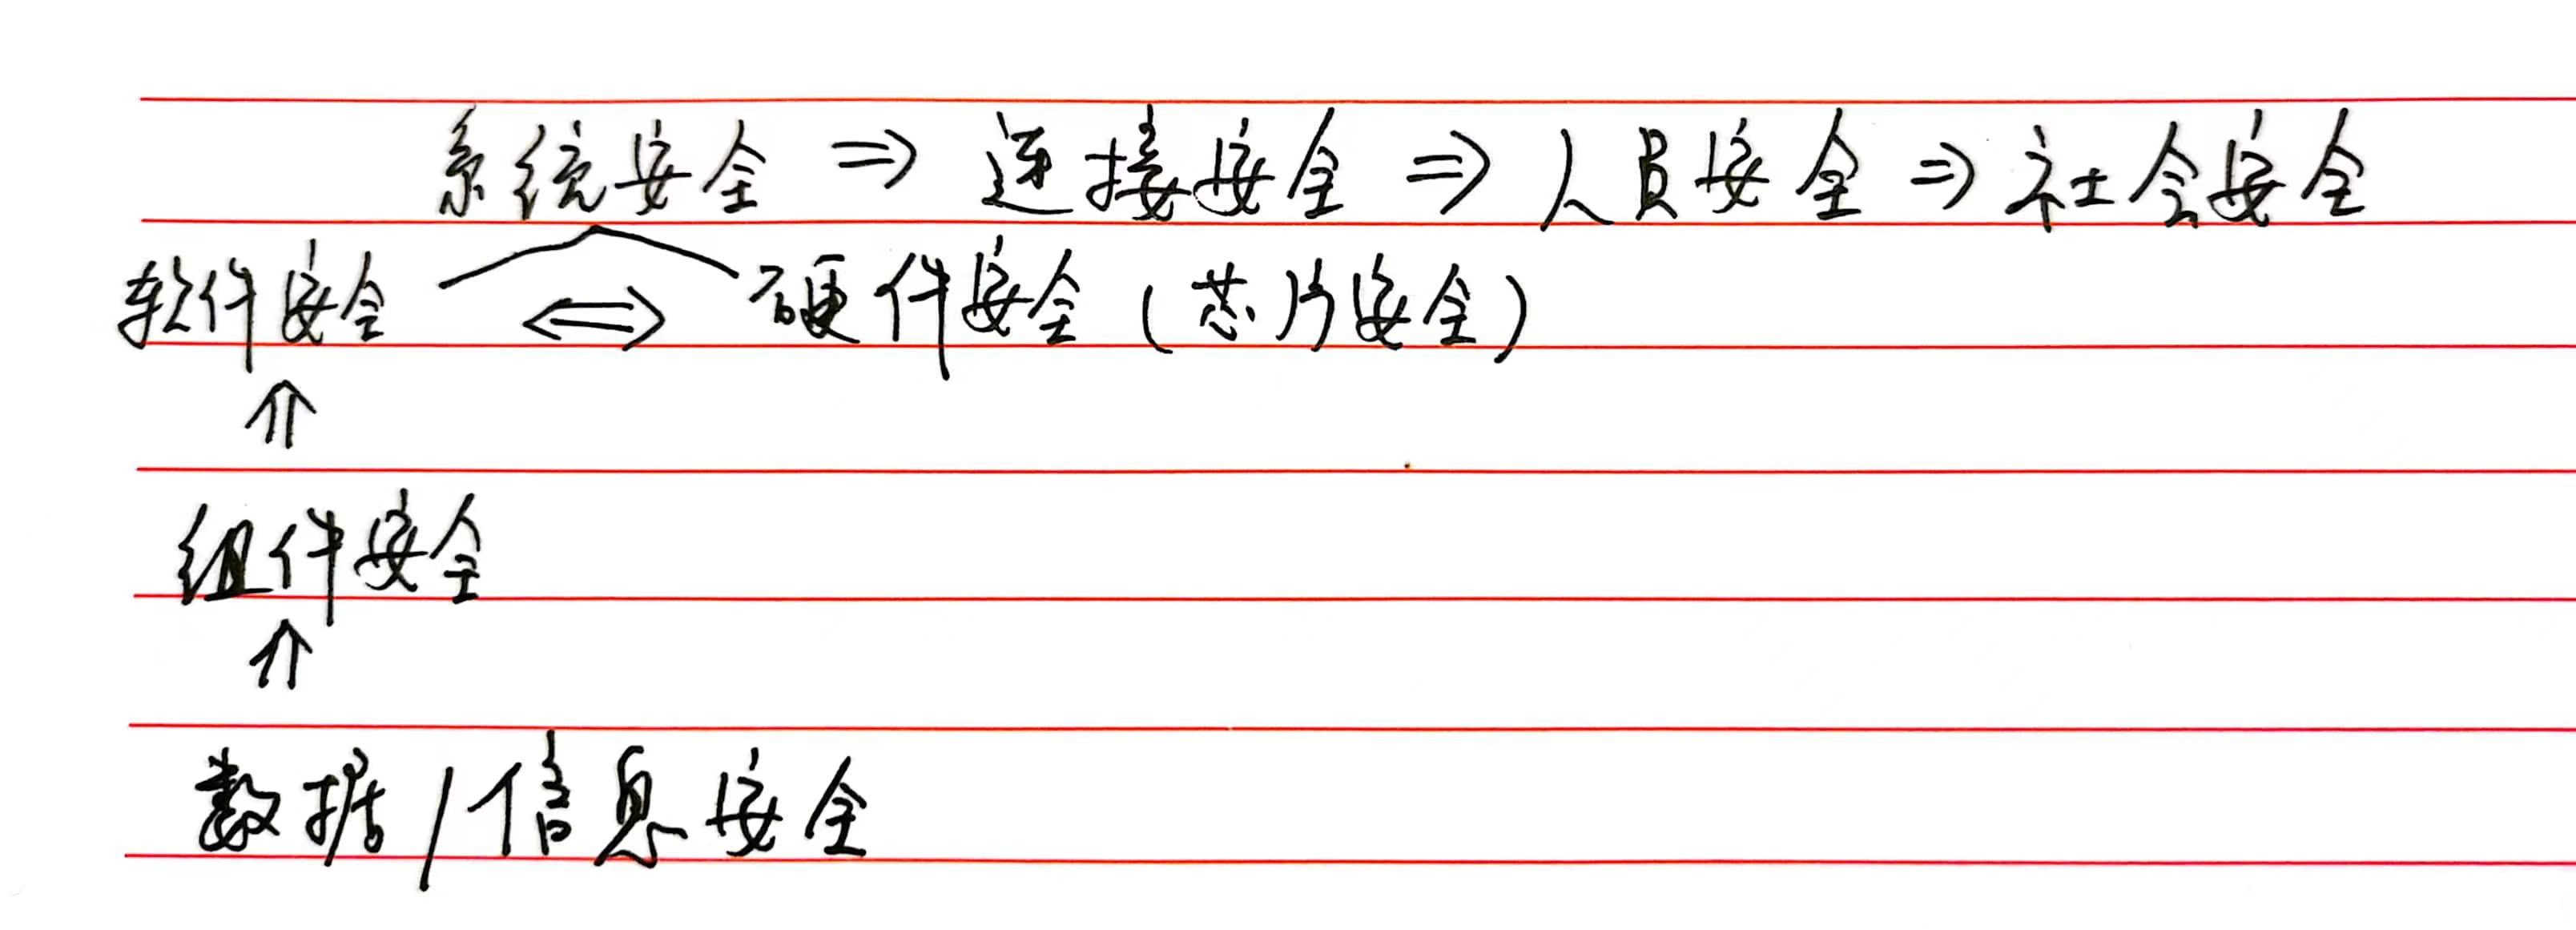 系统安全 ⇒ 连接安全 ⇒ 人员安全 ⇒ 社会安全
软件安全 ⇔ 硬件安全(芯片安全)
⇑
组件安全
⇑
数据/信息安全